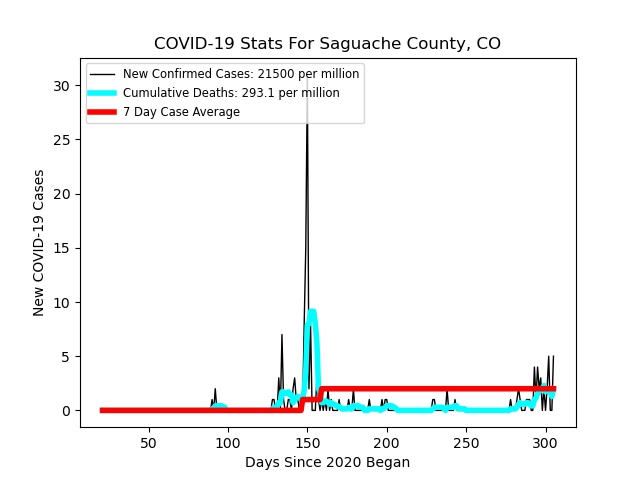 COVID-19 Stats For Saguache County, CO
New Confirmed Cases: 21500 per million
Cumulative Deaths: 293.1 per million
7 Day Case Average
30
25
20
15
10
5
0
New COVID-19 Cases
50 100 150 200 250 300
Days Since 2020 Began